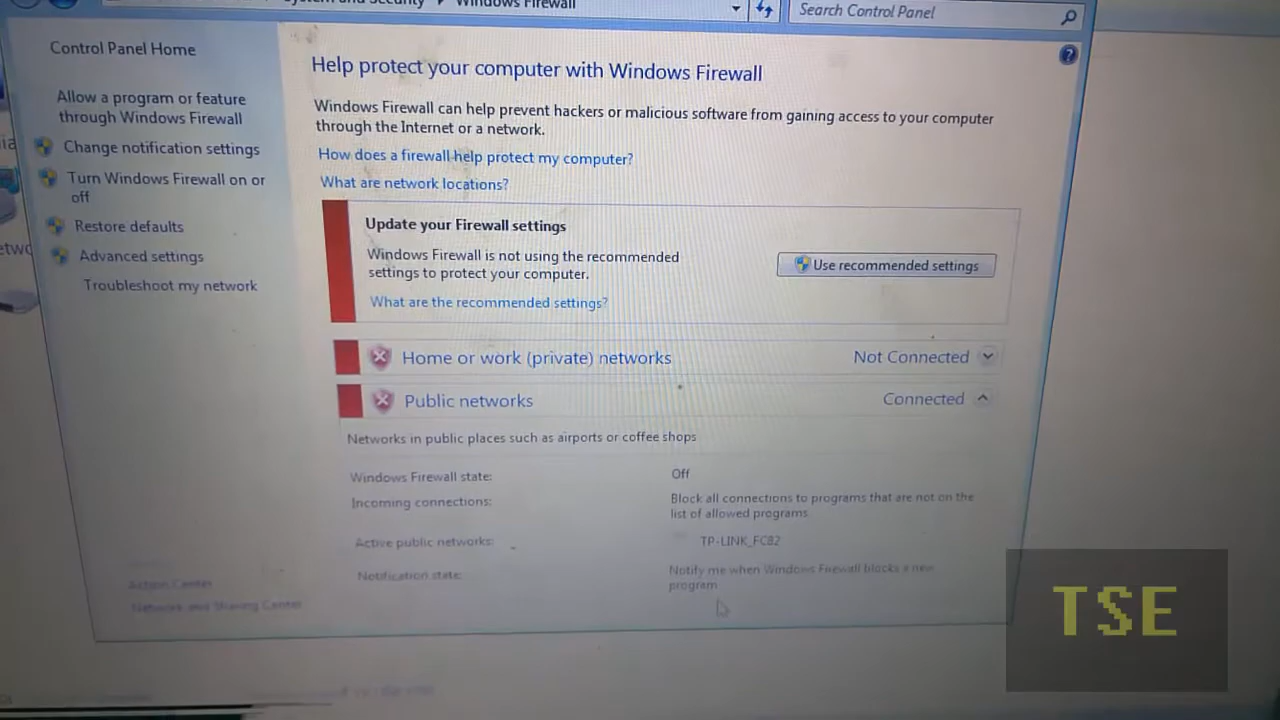 Windows Firewall
Search Control Panel
Control Panel Home
Allow a program or feature
through Windows Firewall
Change notification settings
Turn Windows Firewall on or
off
Restore defaults
Advanced settings
Troubleshoot my network
Action Center
Network and Sharing Center
Help protect your computer with Windows Firewall
Windows Firewall can help prevent hackers or malicious software from gaining access to your computer
through the Internet or a network.
How does a firewall help protect my computer?
What are network locations?
Update your Firewall settings
Windows Firewall is not using the recommended
settings to protect your computer.
Use recommended settings
What are the recommended settings?
Home or work (private) networks
Not Connected
Public networks
Connected
Networks in public places such as airports or coffee shops
Windows Firewall state:
Off
Incoming connections:
Block all connections to programs that are not on the
list of allowed programs
Active public networks:
TP-LINK_FC82
Notification state:
Notify me when Windows Firewall blocks a new
program
TSE